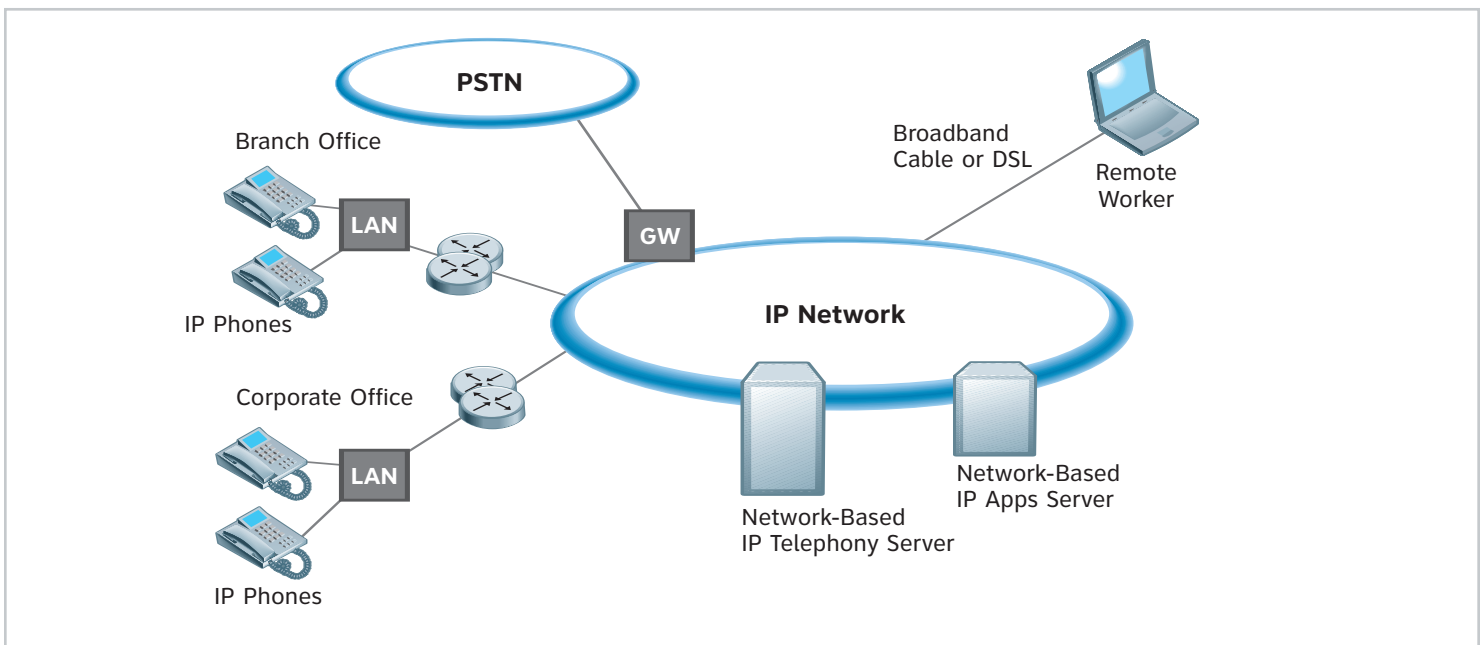 PSTN
Branch Office
Broadband
Cable or DSL
Remote
Worker
LAN
GW
IP Phones
IP Network
Corporate Office
LAN
Network-Based
IP Apps Server
Network-Based
IP Telephony Server
IP Phones